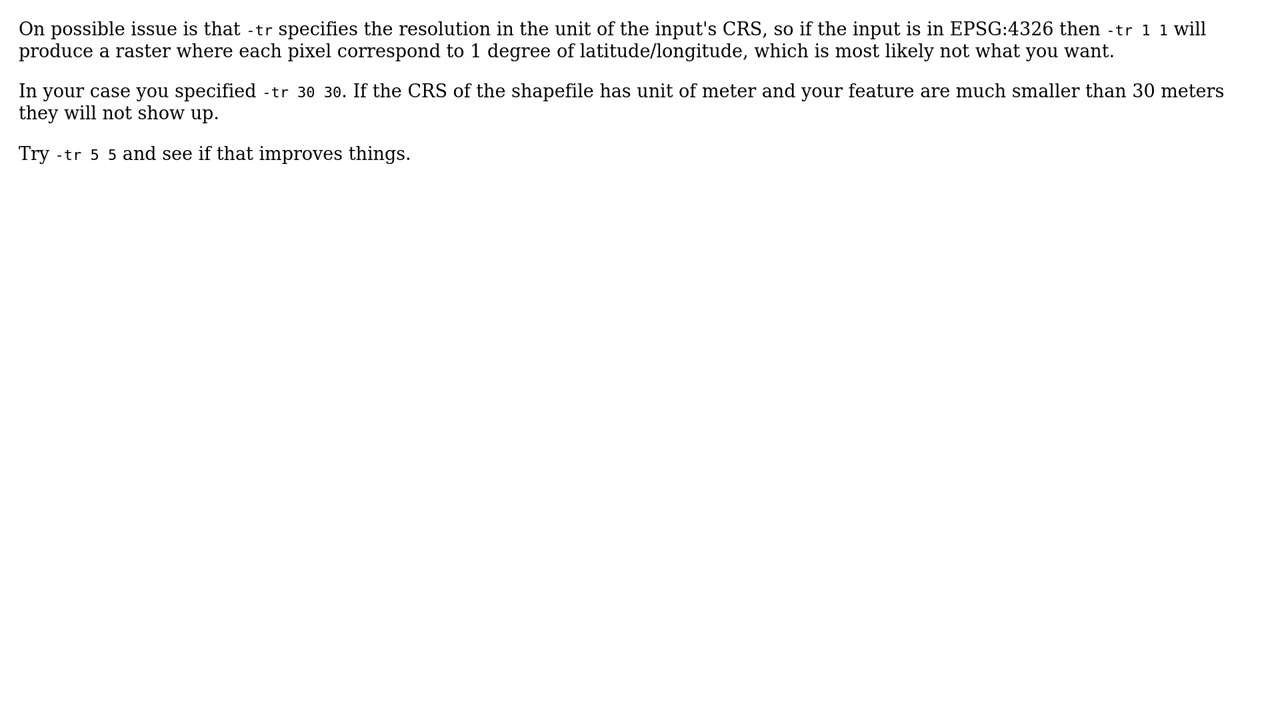 On possible issue is that -tr specifies the resolution in the unit of the input's CRS, so if the input is in EPSG:4326 then -tr 1 1 will
produce a raster where each pixel correspond to 1 degree of latitude/longitude, which is most likely not what you want.
In your case you specified -tr 30 30. If the CRS of the shapefile has unit of meter and your feature are much smaller than 30 meters
they will not show up.
Try -tr 5 5 and see if that improves things.